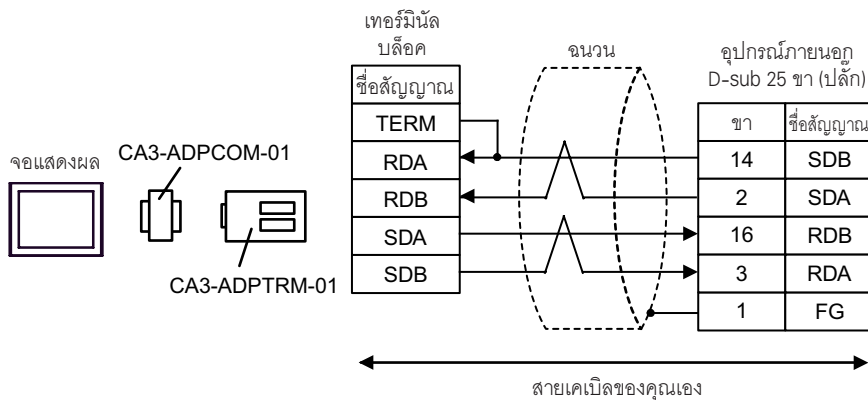 เทอร์มินัล
บล็อค
ฉนวน
อุปกรณ์ภายนอก
D-sub 25 ขา (ปลั๊ก)
ชื่อสัญญาณ
TERM
RDA
RDB
SDA
SDB
ขา ชื่อสัญญาณ
14 SDB
2 SDA
16 RDB
3 RDA
1 FG
จอแสดงผล
CA3-ADPCOM-01
CA3-ADPTRM-01
สายเคเบิลของคุณเอง